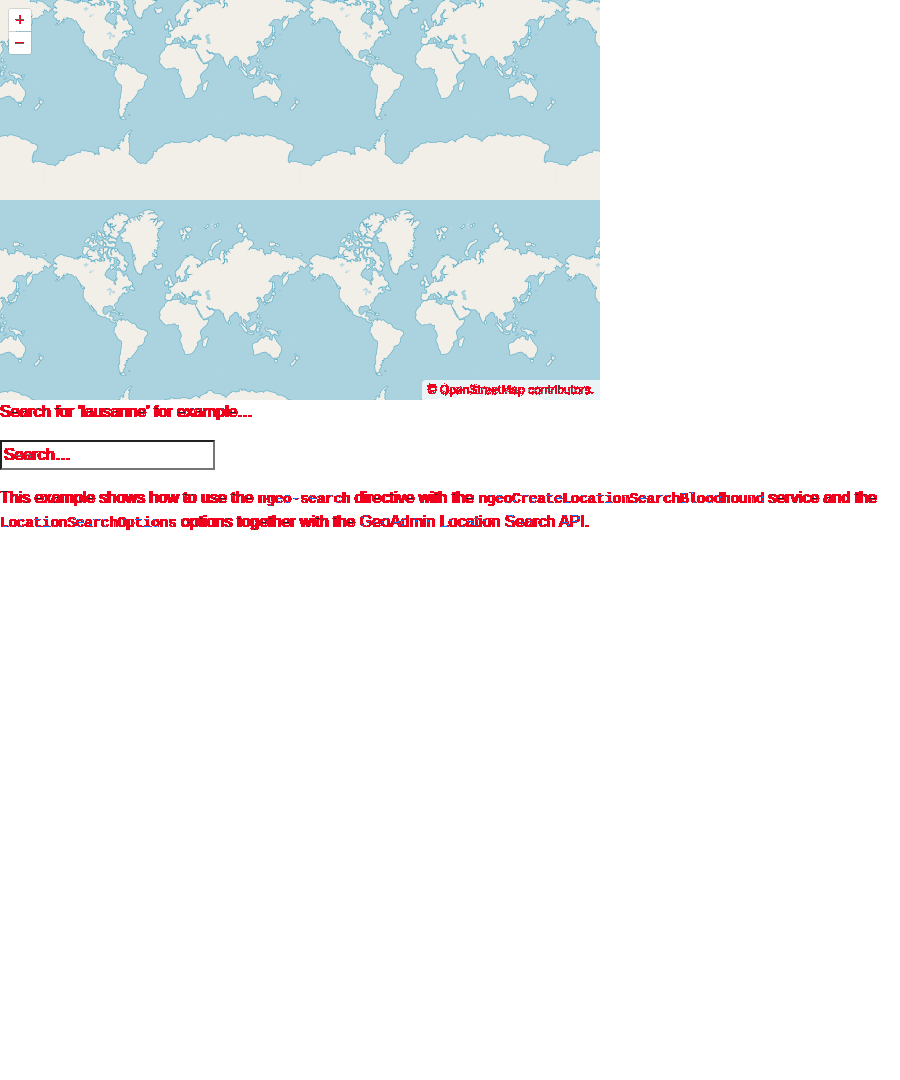 +
−
© OpenStreetMap contributors.
Search for 'lausanne' for example...
Search...
This example shows how to use the ngeo-search directive with the ngeoCreateLocationSearchBloodhound service and the
LocationSearchOptions options together with the GeoAdmin Location Search API.